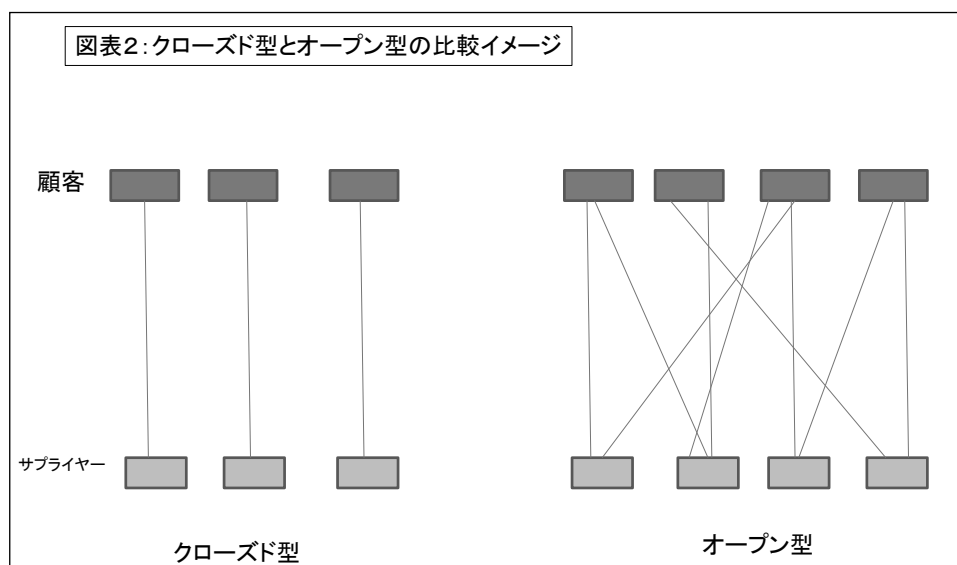 図表２：クローズド型とオープン型の比較イメージ
顧客
サプライヤー
クローズド型
オープン型